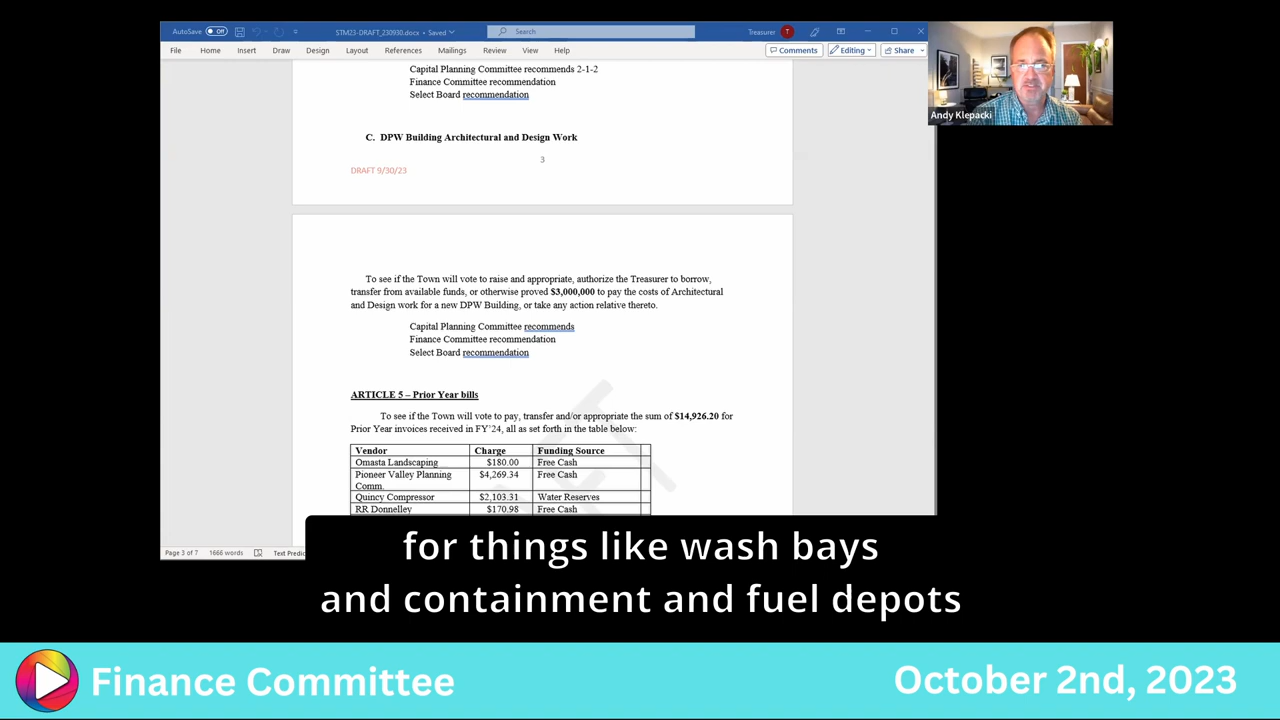 AutoSave Off STM23-DRAFT_230930.docx • Saved Search Treasurer T
File Home Insert Draw Design Layout References Mailings Review View Help Comments Editing Share
Capital Planning Committee recommends 2-1-2
Finance Committee recommendation
Select Board recommendation
Andy Klepacki
C. DPW Building Architectural and Design Work
3
DRAFT 9/30/23
To see if the Town will vote to raise and appropriate, authorize the Treasurer to borrow,
transfer from available funds, or otherwise proved $3,000,000 to pay the costs of Architectural
and Design work for a new DPW Building, or take any action relative thereto.
Capital Planning Committee recommends
Finance Committee recommendation
Select Board recommendation
ARTICLE 5 – Prior Year bills
To see if the Town will vote to pay, transfer and/or appropriate the sum of $14,926.20 for
Prior Year invoices received in FY'24, all as set forth in the table below:
Vendor Charge Funding Source
Omasta Landscaping $180.00 Free Cash
Pioneer Valley Planning $4,269.34 Free Cash
Comm.
Quincy Compressor $2,103.31 Water Reserves
RR Donnelley $170.98 Free Cash
Page 3 of 7 1666 words Text Predic
for things like wash bays
and containment and fuel depots
Finance Committee October 2nd, 2023